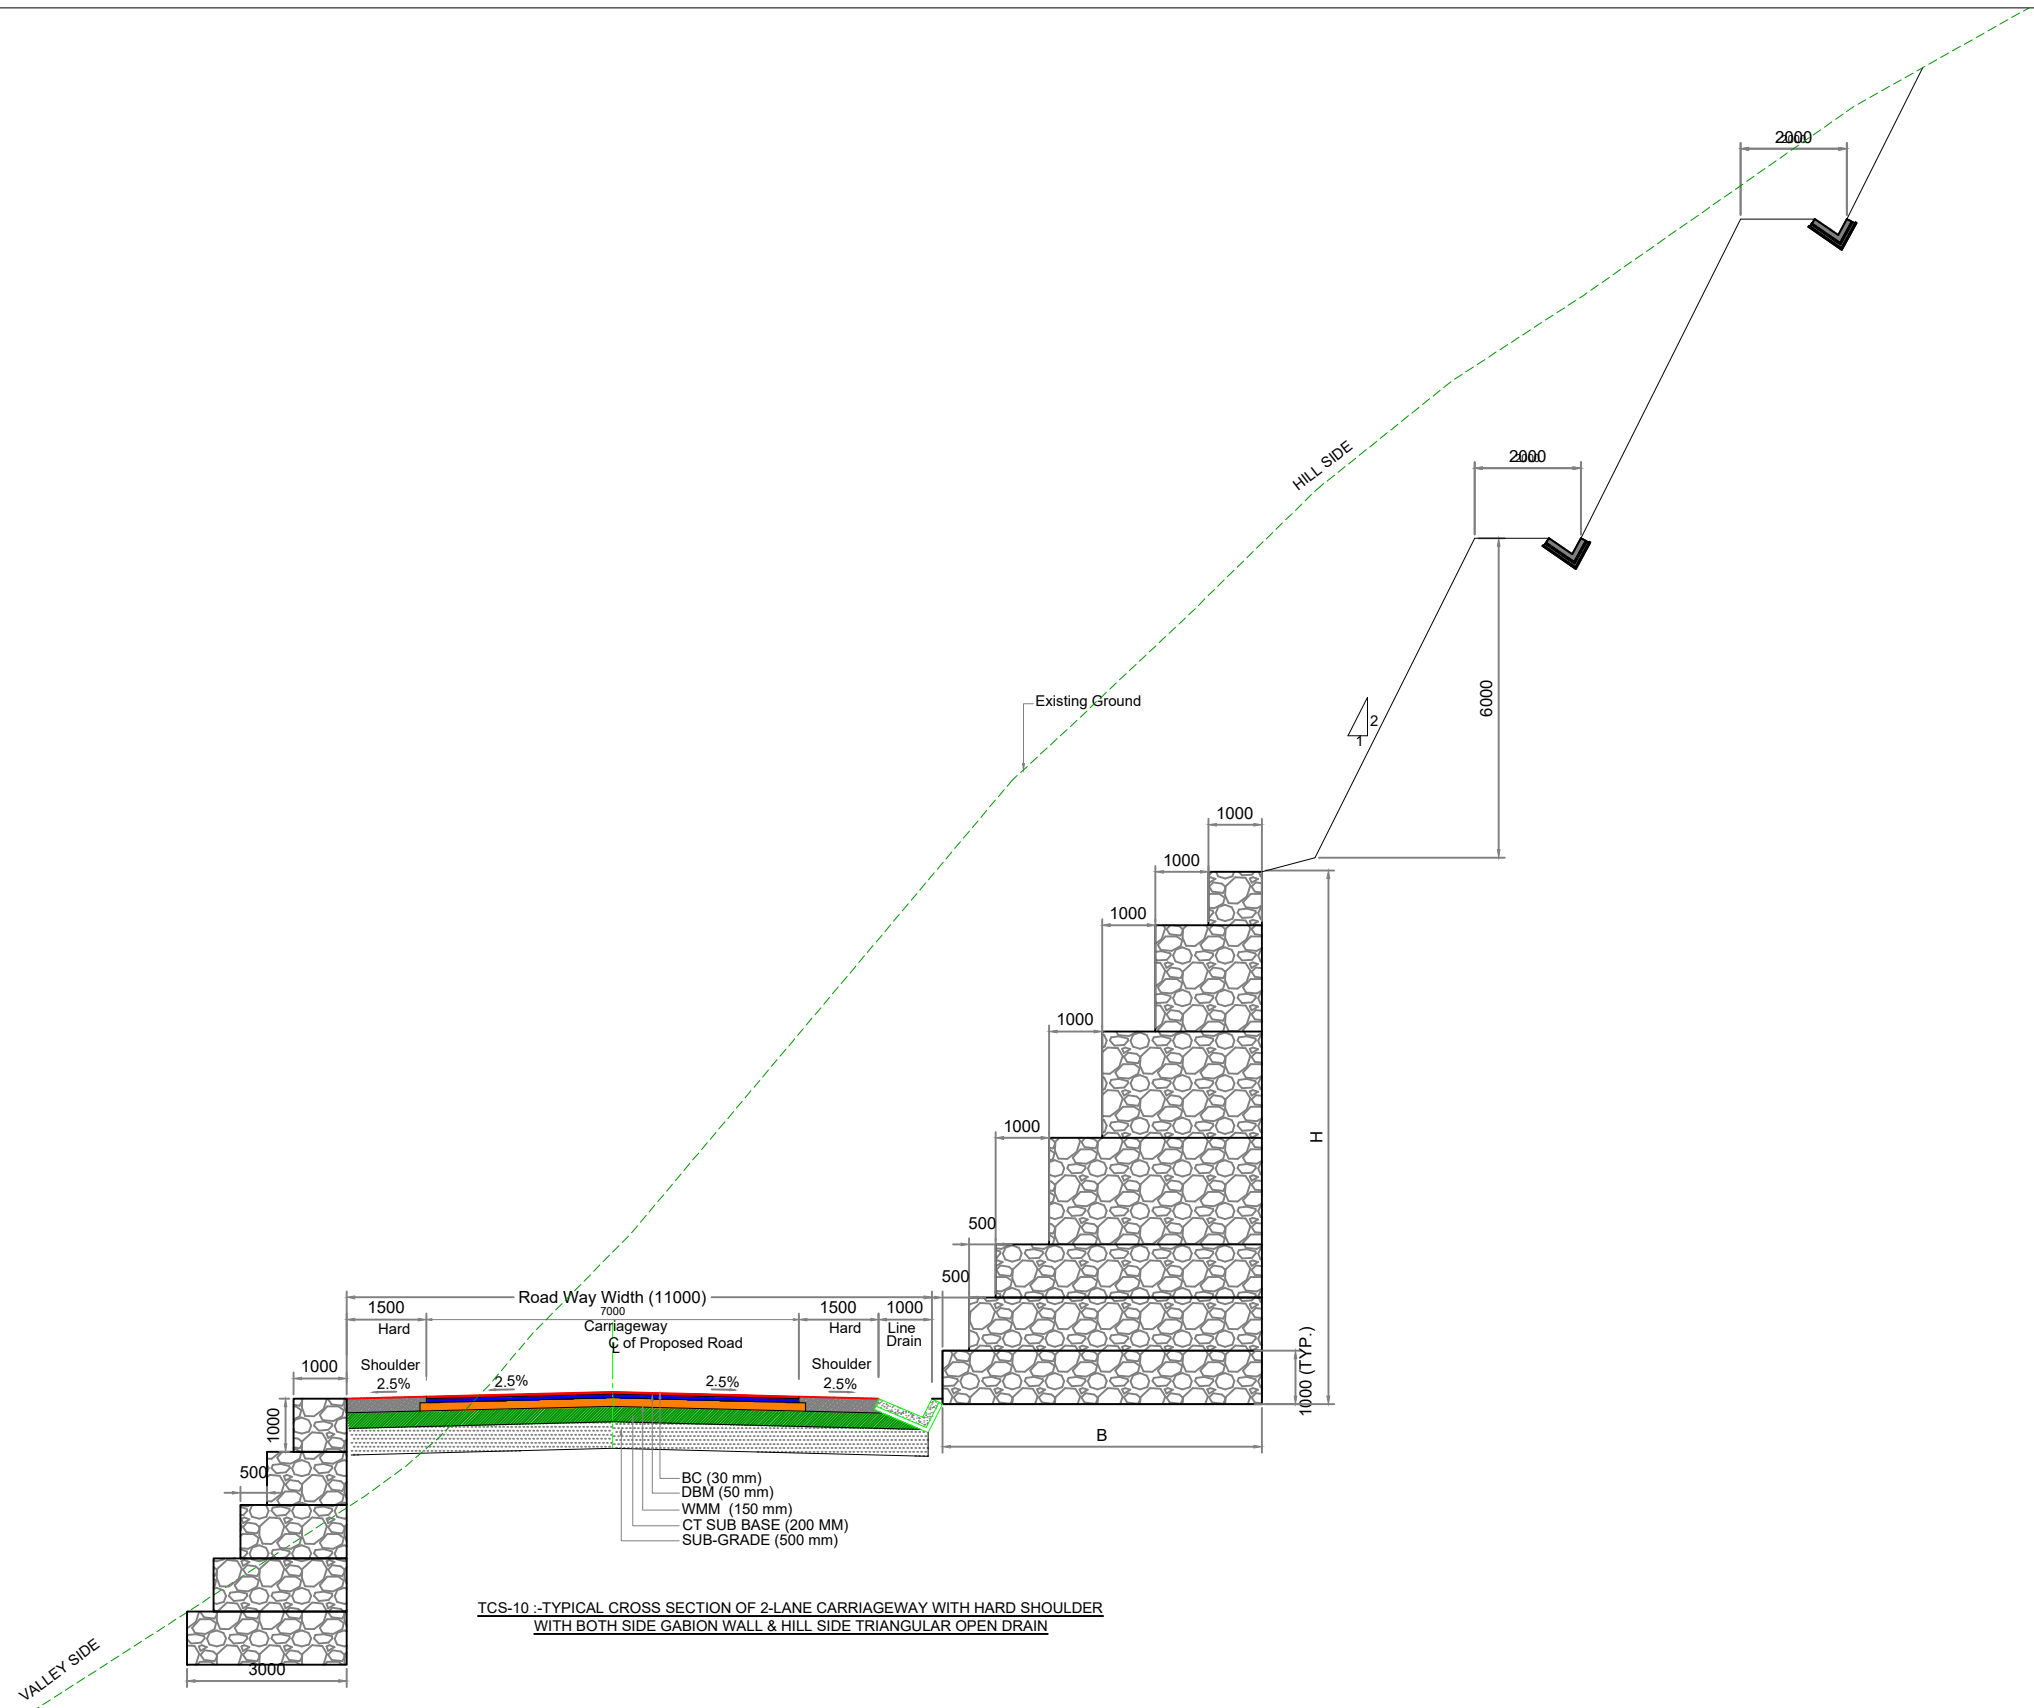 2000
2000
HILL SIDE
2000
2000
6000
Existing Ground
2
1
1000
1000
1000
1000
1000
H
500
500
Road Way Width (11000)
1500
7000
1500
1000
Hard
Carriageway
Hard
Line
Drain
℄ of Proposed Road
Shoulder
Shoulder
1000
2.5%
2.5%
2.5%
2.5%
1000 (TYP.)
1000
B
500
BC (30 mm)
DBM (50 mm)
WMM (150 mm)
CT SUB BASE (200 MM)
SUB-GRADE (500 mm)
TCS-10 :-TYPICAL CROSS SECTION OF 2-LANE CARRIAGEWAY WITH HARD SHOULDER
WITH BOTH SIDE GABION WALL & HILL SIDE TRIANGULAR OPEN DRAIN
VALLEY SIDE
3000